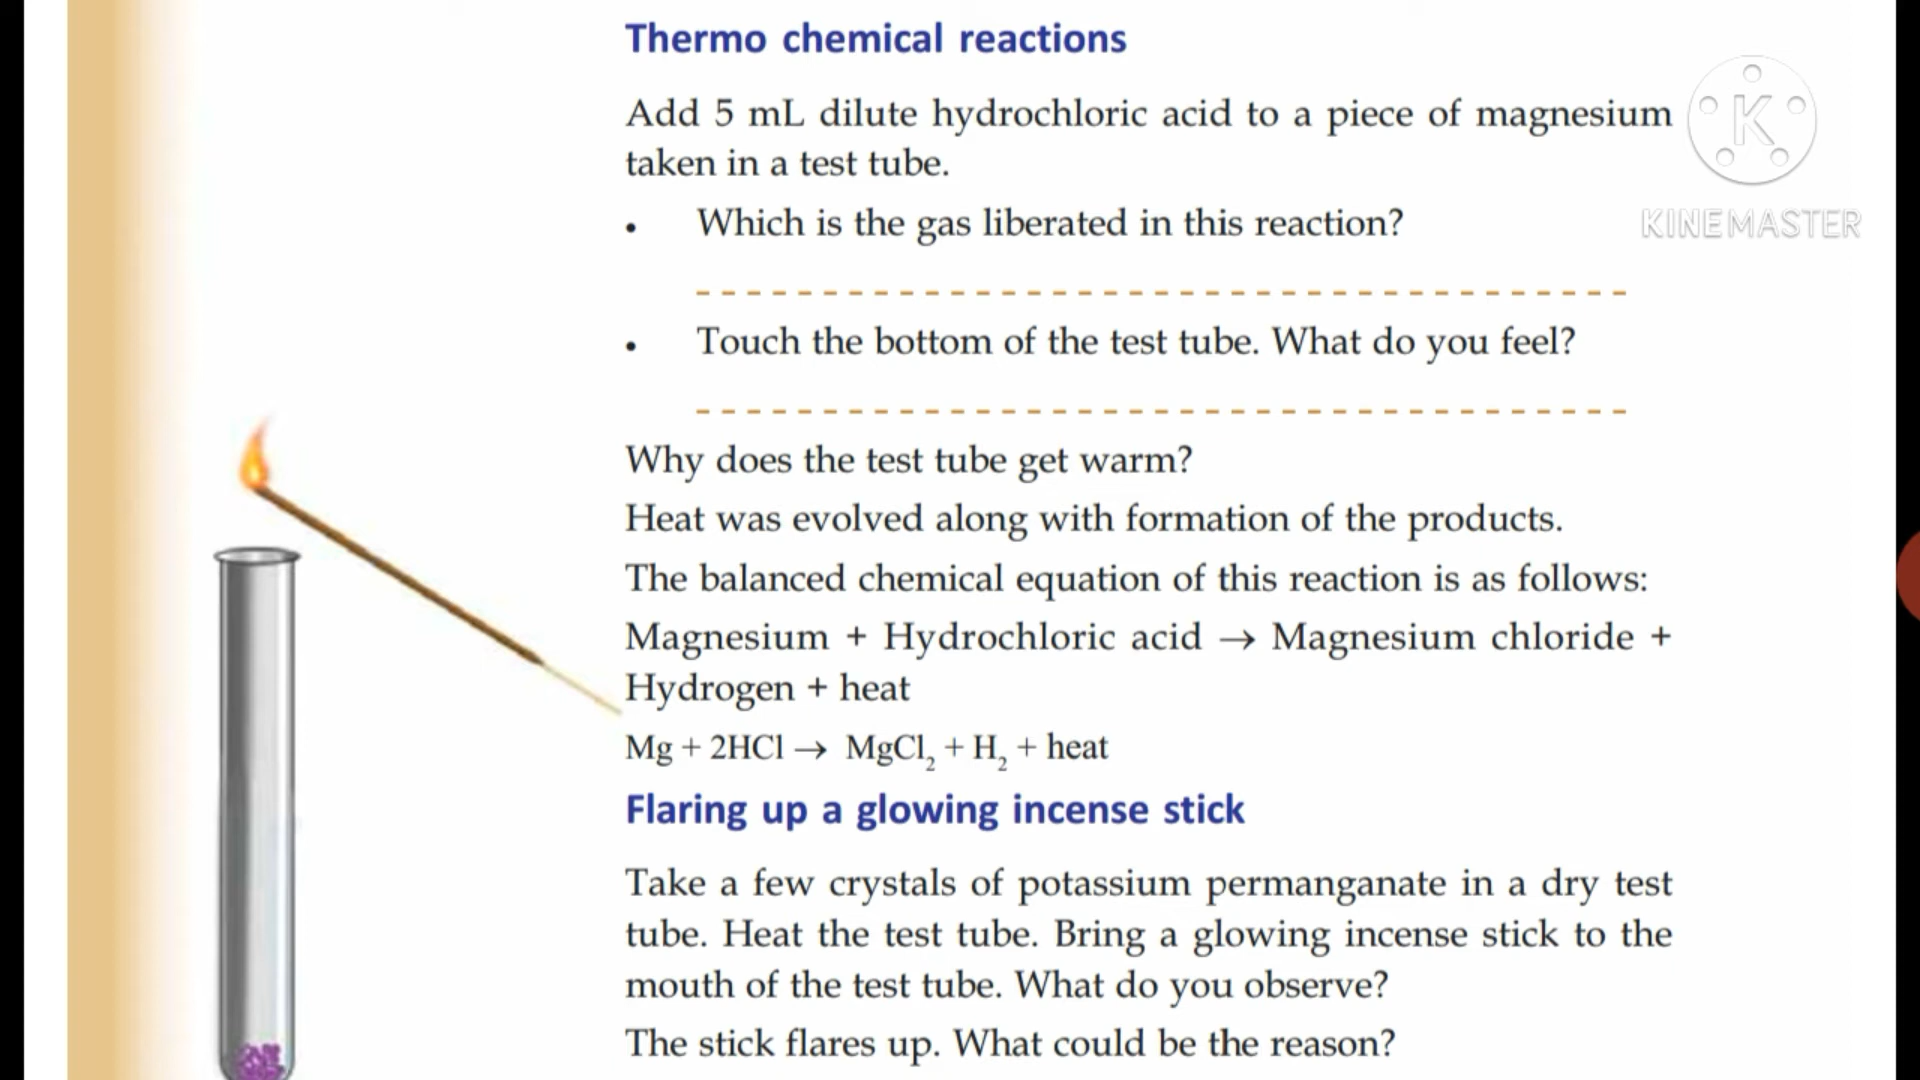 Thermo chemical reactions
Add 5 mL dilute hydrochloric acid to a piece of magnesium
taken in a test tube.
• Which is the gas liberated in this reaction?
• Touch the bottom of the test tube. What do you feel?
Why does the test tube get warm?
Heat was evolved along with formation of the products.
The balanced chemical equation of this reaction is as follows:
Magnesium + Hydrochloric acid → Magnesium chloride +
Hydrogen + heat
Mg + 2HCl → MgCl₂ + H₂ + heat
Flaring up a glowing incense stick
Take a few crystals of potassium permanganate in a dry test
tube. Heat the test tube. Bring a glowing incense stick to the
mouth of the test tube. What do you observe?
The stick flares up. What could be the reason?
K
KINEMASTER